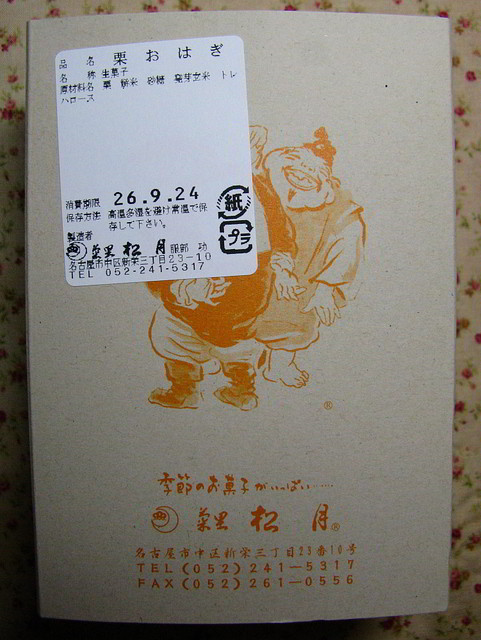 品名 栗おはぎ
名称 生菓子
原材料名 栗 餅米 砂糖 発芽玄米 トレ
ハロース
消費期限 26.9.24
保存方法 高温多湿を避け常温で保
存して下さい。
製造者
菓里 松月 服部 功
名古屋市中区新栄三丁目23-10
TEL 052-241-5317
紙
プラ
季節のお菓子がいっぱい……
菓里 松月®
名古屋市中区新栄三丁目23番10号
TEL(052)241-5317
FAX(052)261-0556